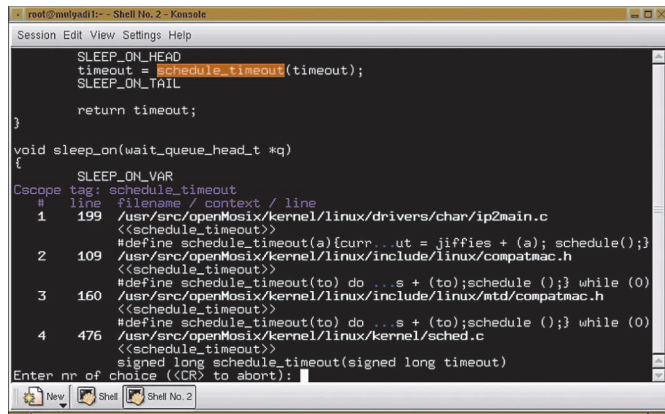 root@mulyadi1:~ - Shell No. 2 - Konsole
Session Edit View Settings Help
SLEEP_ON_HEAD
timeout = schedule_timeout(timeout);
SLEEP_ON_TAIL
return timeout;
}
void sleep_on(wait_queue_head_t *q)
{
SLEEP_ON_VAR
Cscope tag: schedule_timeout
# line filename / context / line
1 199 /usr/src/openMosix/kernel/linux/drivers/char/ip2main.c
<<schedule_timeout>>
#define schedule_timeout(a){curr...ut = jiffies + (a); schedule();}
2 109 /usr/src/openMosix/kernel/linux/include/linux/compatmac.h
<<schedule_timeout>>
#define schedule_timeout(to) do ...s + (to);schedule ();} while (0)
3 160 /usr/src/openMosix/kernel/linux/include/linux/mtd/compatmac.h
<<schedule_timeout>>
#define schedule_timeout(to) do ...s + (to);schedule ();} while (0)
4 476 /usr/src/openMosix/kernel/linux/kernel/sched.c
<<schedule_timeout>>
signed long schedule_timeout(signed long timeout)
Enter nr of choice (<CR> to abort):
New Shell Shell No. 2